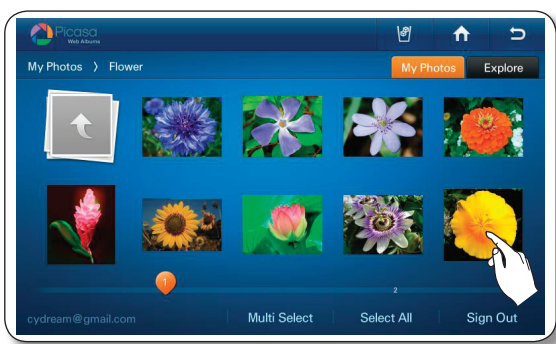 Picasa
Web Albums
My Photos 〉 Flower
My Photos
Explore
1
2
cydream@gmail.com
Multi Select
Select All
Sign Out